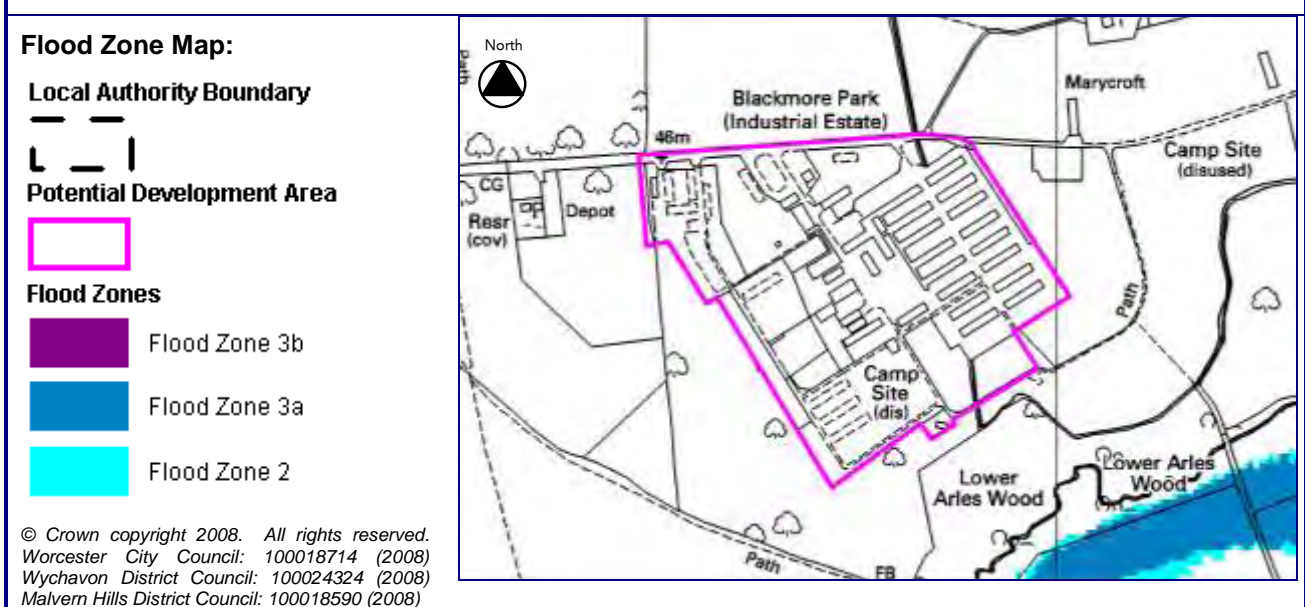 Flood Zone Map:
Local Authority Boundary
Potential Development Area
Flood Zones
Flood Zone 3b
Flood Zone 3a
Flood Zone 2
© Crown copyright 2008. All rights reserved.
Worcester City Council: 100018714 (2008)
Wychavon District Council: 100024324 (2008)
Malvern Hills District Council: 100018590 (2008)
North
Path
Blackmore Park
(Industrial Estate)
Marycroft
46m
Camp Site
(disused)
CG
Depot
Resr
(cov)
Path
Camp
Site
(dis)
Lower
Arles Wood
Lower Arles
Wood
Path
FB